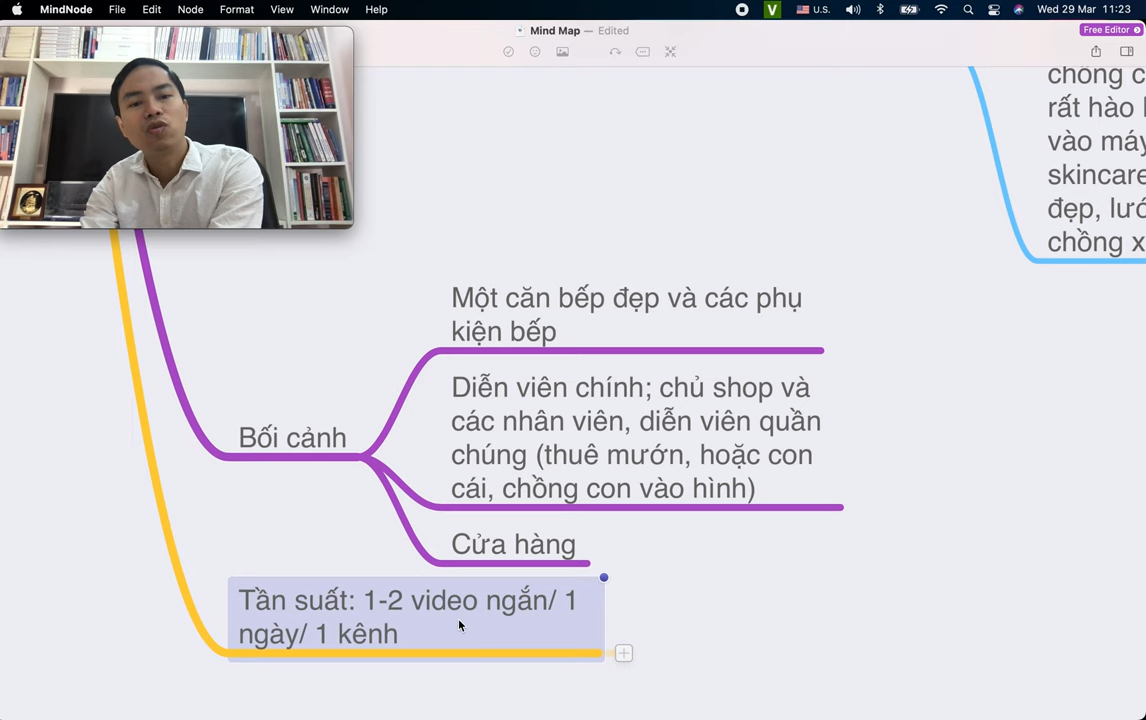 MindNode File Edit Node Format View Window Help V U.S. Wed 29 Mar 11:23
Mind Map — Edited
Free Editor
chồng c
rất hào
vào máy
skincare
đẹp, lướ
chồng x
Một căn bếp đẹp và các phụ
kiện bếp
Diễn viên chính; chủ shop và
các nhân viên, diễn viên quần
chúng (thuê mướn, hoặc con
cái, chồng con vào hình)
Bối cảnh
Cửa hàng
Tần suất: 1-2 video ngắn/ 1
ngày/ 1 kênh